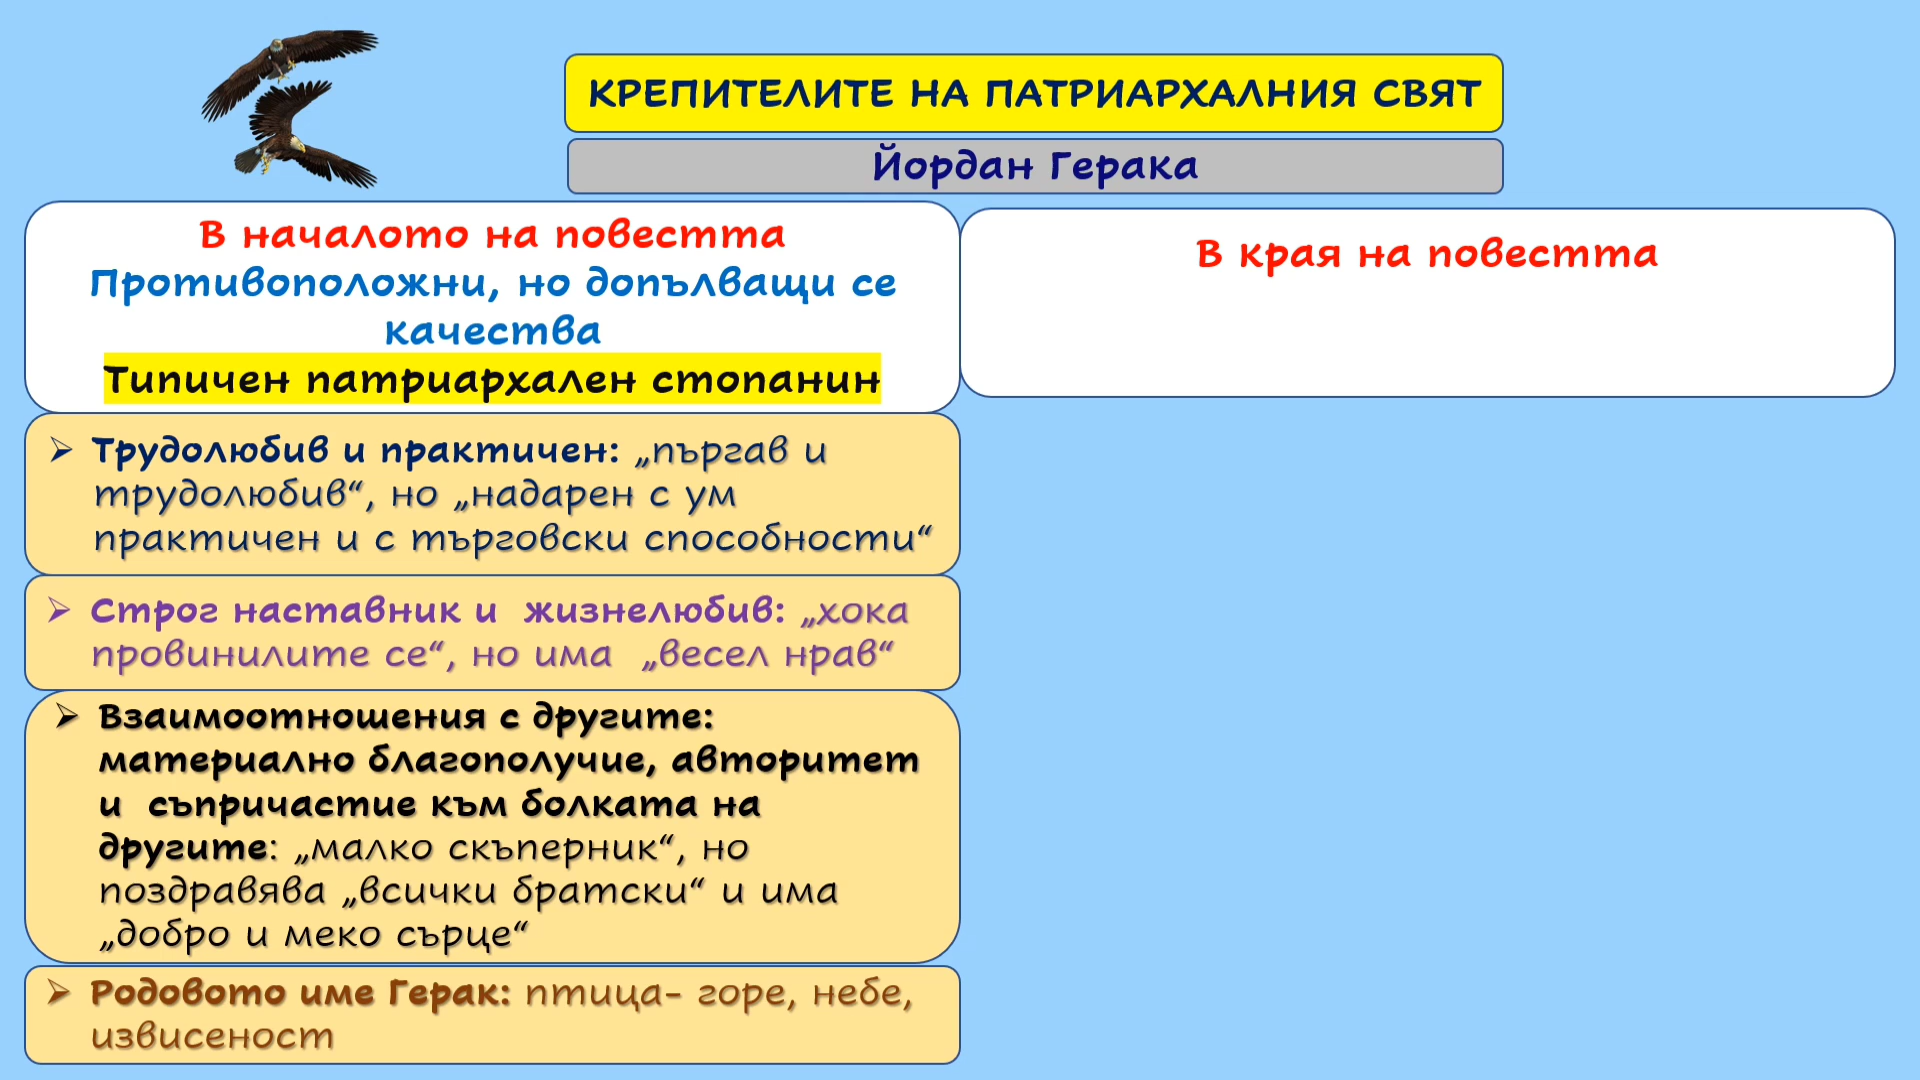 КРЕПИТЕЛИТЕ НА ПАТРИАРХАЛНИЯ СВЯТ
Йордан Герака
В началото на повестта
Противоположни, но допълващи се
качества
Типичен патриархален стопанин
В края на повестта
➢ Трудолюбив и практичен: „пъргав и
трудолюбив“, но „надарен с ум
практичен и с търговски способности“
➢ Строг наставник и жизнелюбив: „хока
провинилите се“, но има „весел нрав“
➢ Взаимоотношения с другите:
материално благополучие, авторитет
и съпричастие към болката на
другите: „малко скъперник“, но
поздравява „всички братски“ и има
„добро и меко сърце“
➢ Родовото име Герак: птица- горе, небе,
извисеност